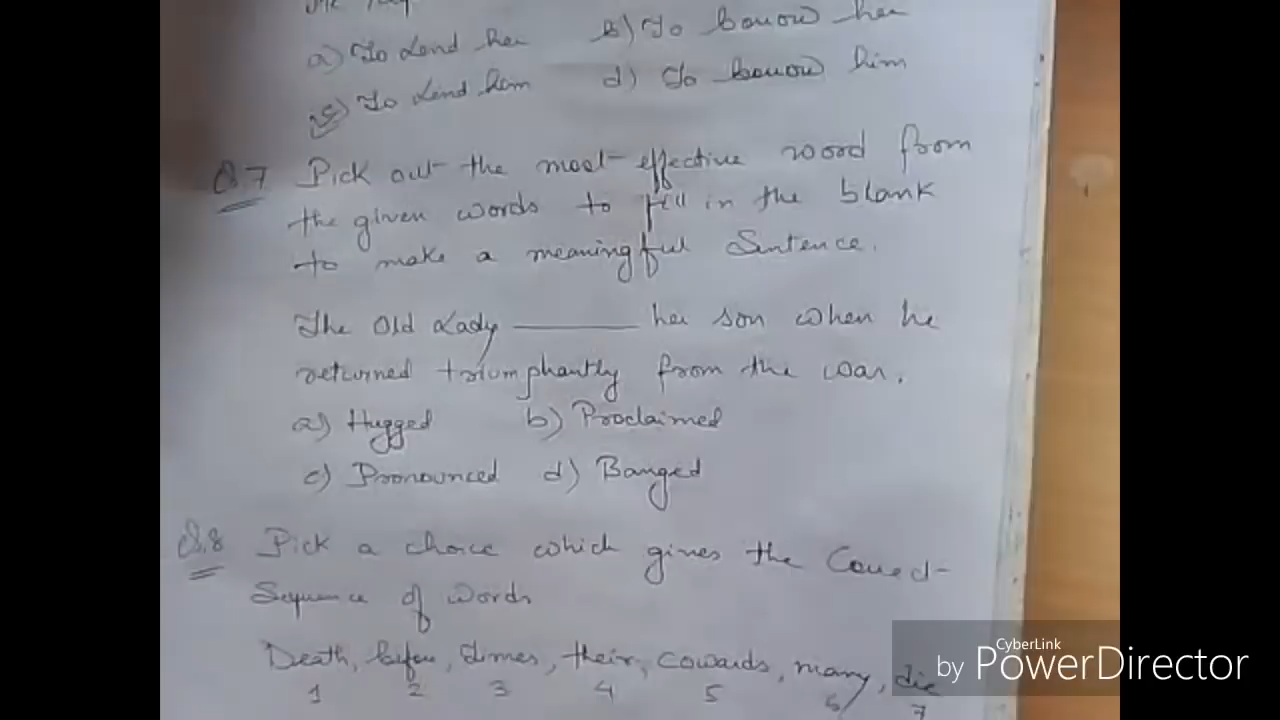 a) To Lend her b) To borrow her
c) To Lend him d) To borrow him
Q.7 Pick out the most effective word from
the given words to fill in the blank
to make a meaningful Sentence.
The Old Lady ______ her son when he
returned triumphantly from the war.
a) Hugged b) Proclaimed
c) Pronounced d) Banged
Q.8 Pick a choice which gives the Correct
Sequence of Words
Death, before, times, their, cowards, many, die
1 2 3 4 5 6 7
CyberLink
by PowerDirector